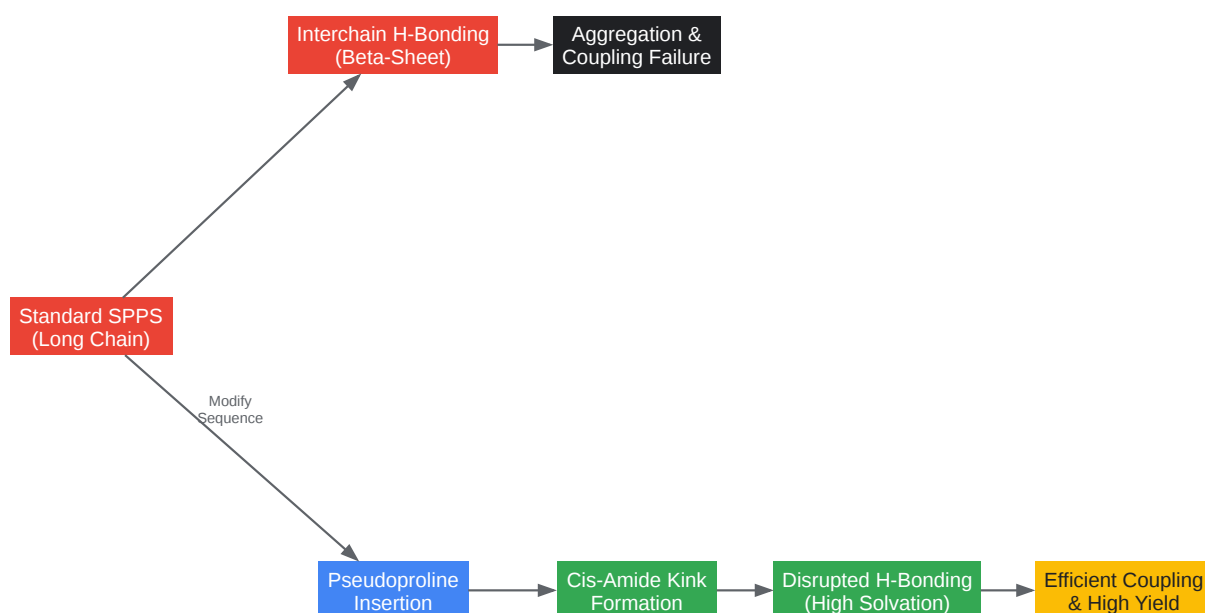 Interchain H-Bonding
(Beta-Sheet)
Aggregation &
Coupling Failure
Standard SPPS
(Long Chain)
Modify
Sequence
Pseudoproline
Insertion
Cis-Amide Kink
Formation
Disrupted H-Bonding
(High Solvation)
Efficient Coupling
& High Yield